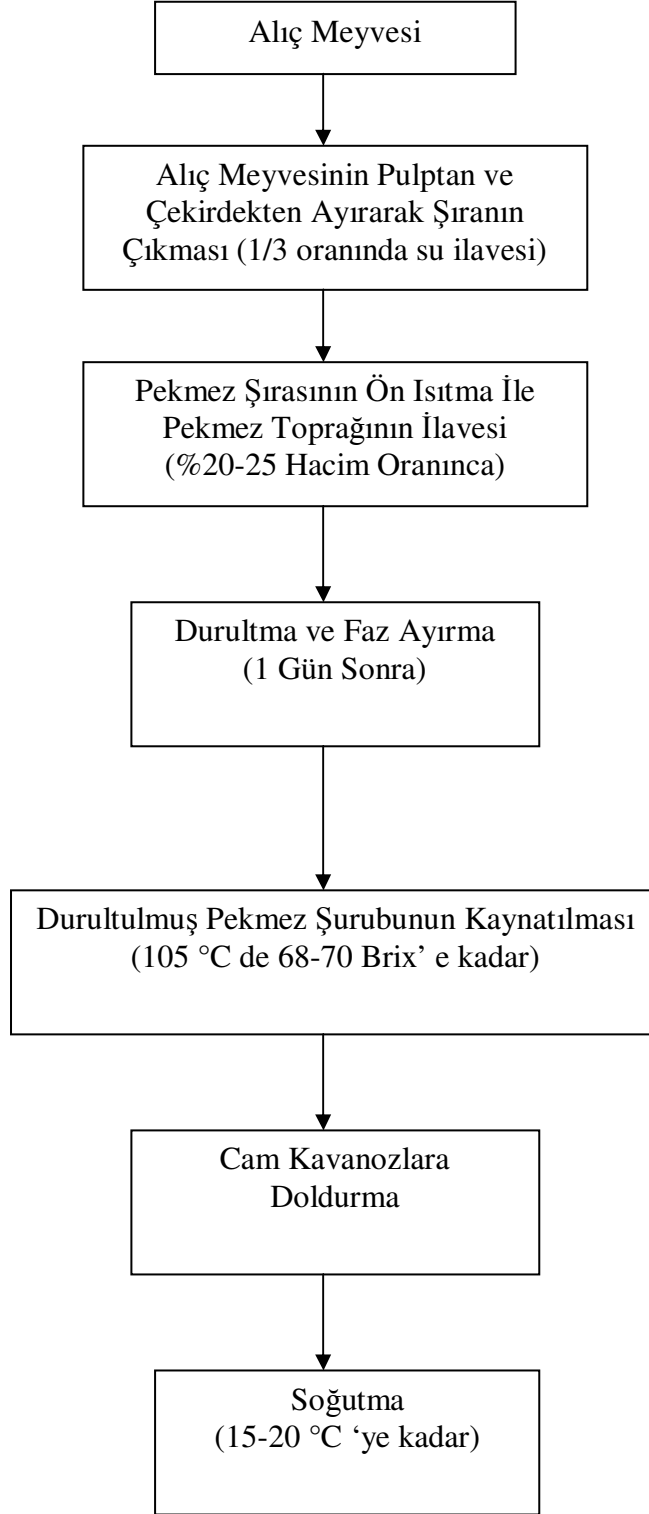 Alıç Meyvesi
Alıç Meyvesinin Pulptan ve
Çekirdekten Ayırarak Şıranın
Çıkması (1/3 oranında su ilavesi)
Pekmez Şırasının Ön Isıtma İle
Pekmez Toprağının İlavesi
(%20-25 Hacim Oranınca)
Durultma ve Faz Ayırma
(1 Gün Sonra)
Durultulmuş Pekmez Şurubunun Kaynatılması
(105 °C de 68-70 Brix’ e kadar)
Cam Kavanozlara
Doldurma
Soğutma
(15-20 °C ‘ye kadar)